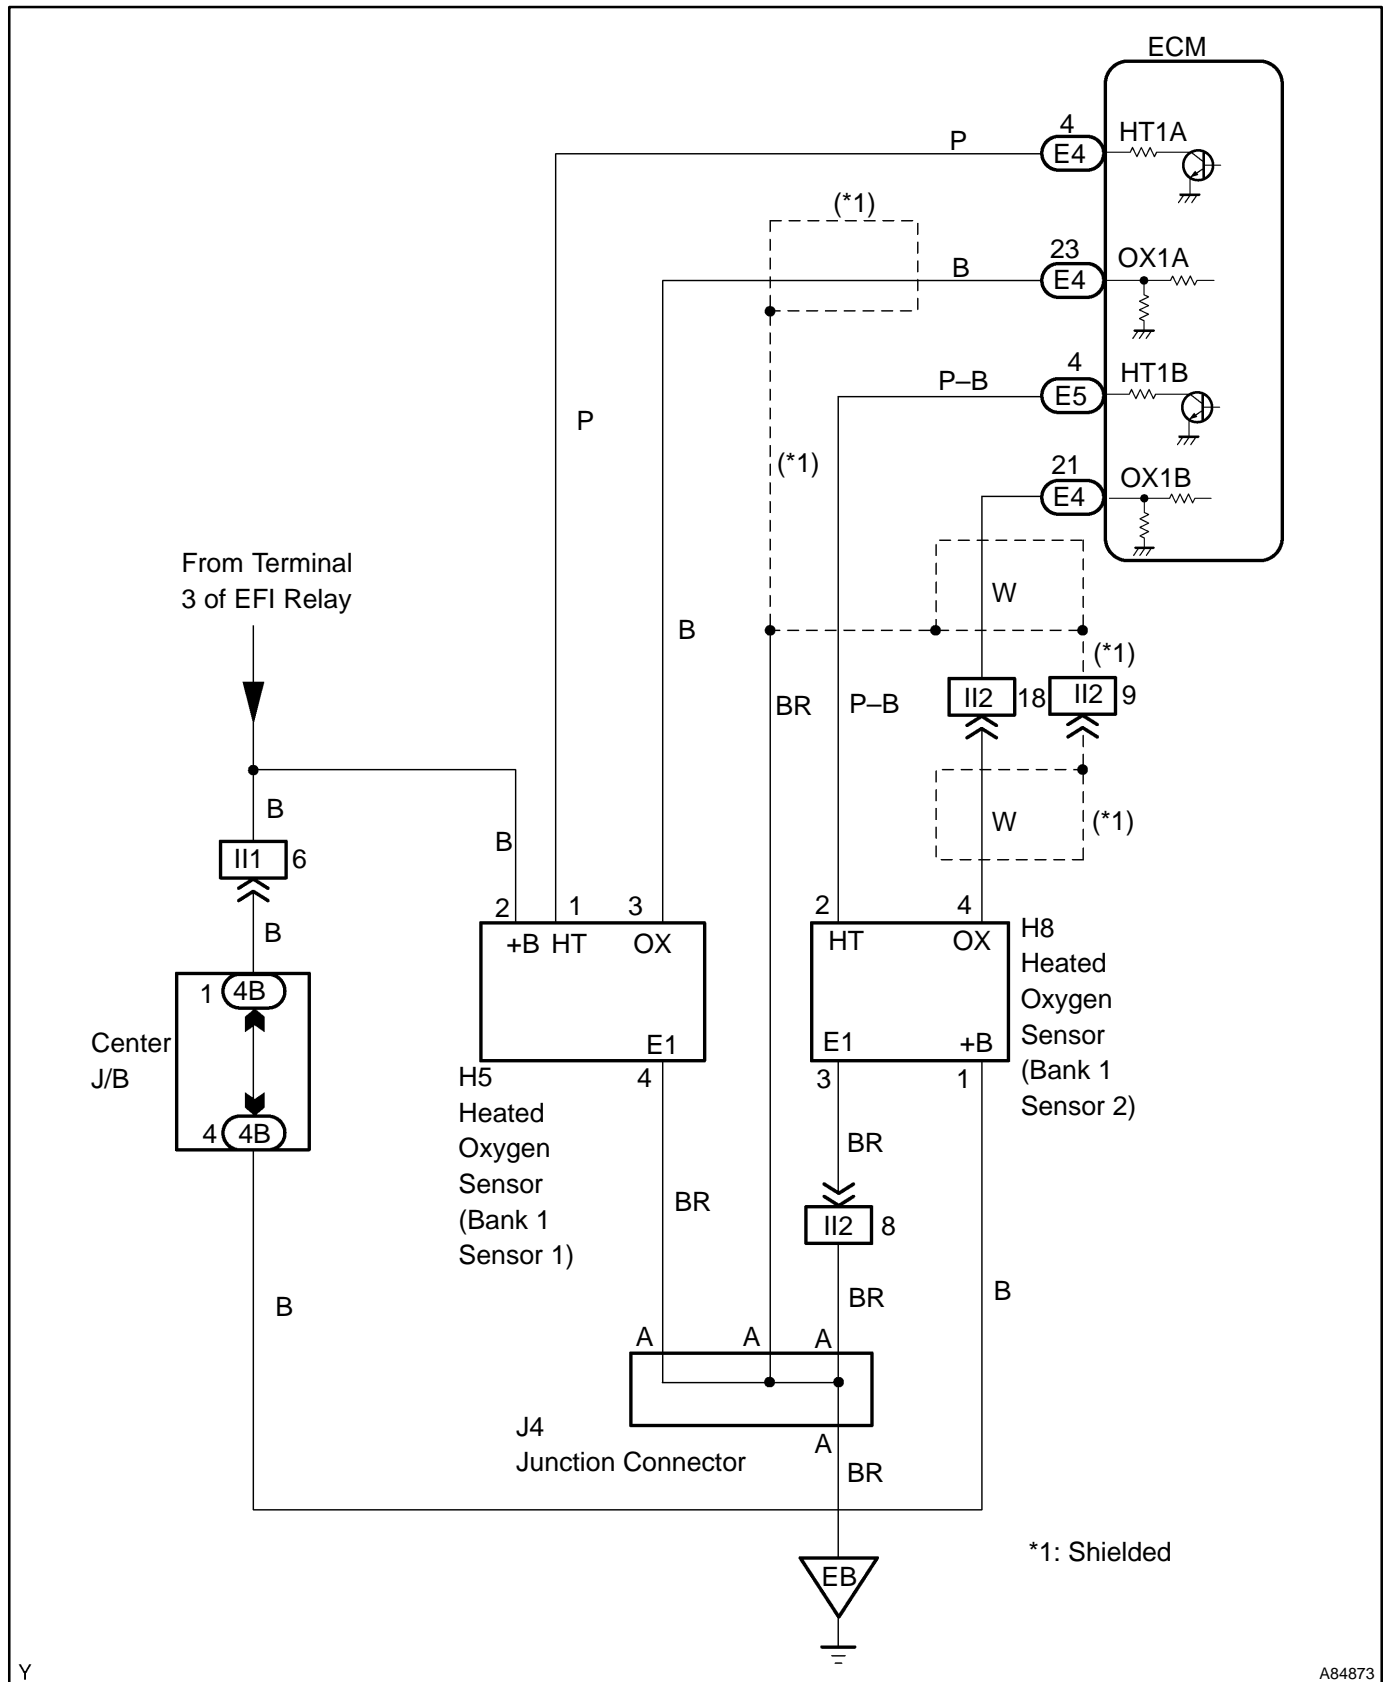 ECM
4
E4
HT1A
P
(*1)
23
E4
OX1A
B
4
E5
HT1B
P–B
P
(*1)
21
E4
OX1B
From Terminal
3 of EFI Relay
W
B
(*1)
BR
P–B
II2
18
II2
9
B
B
W
(*1)
II1
6
B
2
1
3
2
4
+B
HT
OX
HT
OX
H8
Heated
Oxygen
Sensor
(Bank 1
Sensor 2)
1
4B
Center
J/B
4
4B
E1
4
E1
+B
3
1
H5
Heated
Oxygen
Sensor
(Bank 1
Sensor 1)
BR
BR
II2
8
B
BR
B
A
A
A
J4
Junction Connector
A
BR
*1: Shielded
EB
Y
A84873